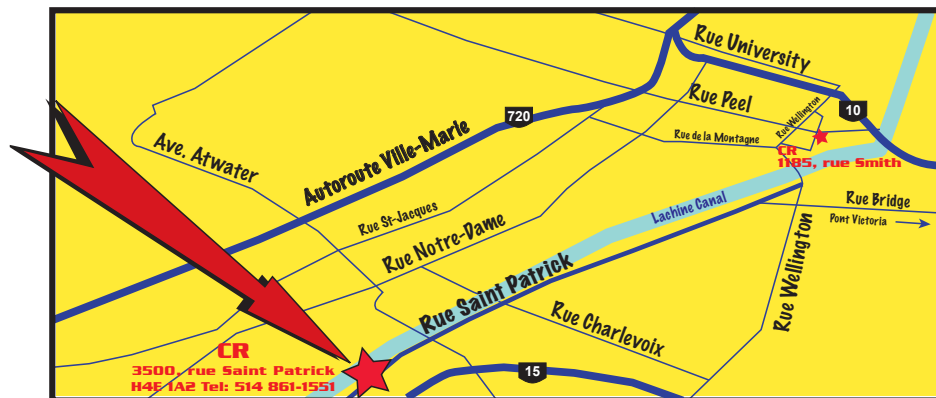 Rue University
10
Rue Peel
720
Rue Wellington
Rue de la Montagne
Ave. Atwater
Autoroute Ville-Marie
CR
1185, rue Smith
Rue Bridge
Lachine Canal
Rue St-Jacques
Pont Victoria
Rue Notre-Dame
Rue Wellington
Rue Saint Patrick
Rue Charlevoix
CR
3500, rue Saint Patrick
H4E 1A2 Tel: 514 861-1551
15